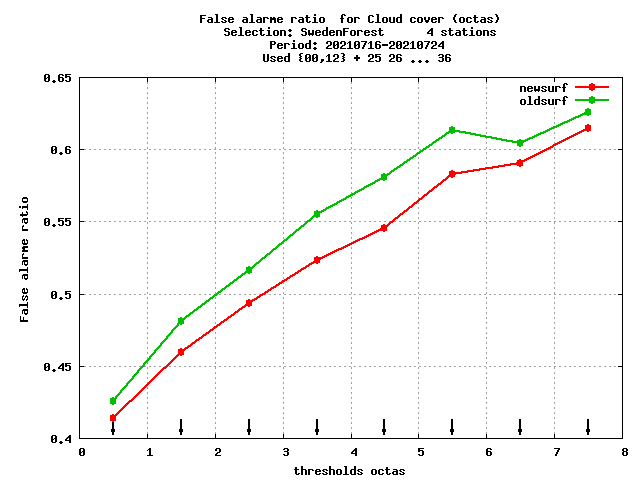 False alarme ratio  for Cloud cover (octas)
Selection: SwedenForest      4 stations
Period: 20210716-20210724
Used {00,12} + 25 26 ... 36
newsurf
oldsurf
False alarme ratio
0.65
0.6
0.55
0.5
0.45
0.4
0 1 2 3 4 5 6 7 8
thresholds octas